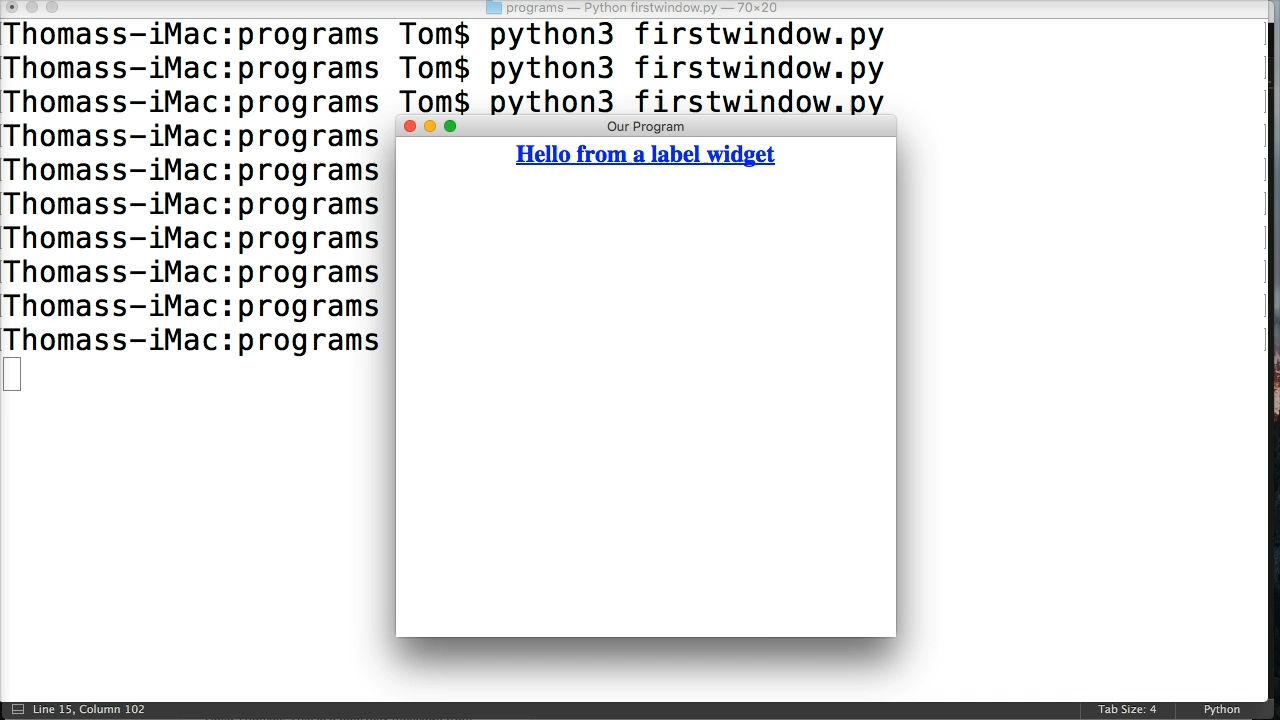 programs — Python firstwindow.py — 70×20
Thomass-iMac:programs Tom$ python3 firstwindow.py
Thomass-iMac:programs Tom$ python3 firstwindow.py
Thomass-iMac:programs Tom$ python3 firstwindow.py
Thomass-iMac:programs
Our Program
Thomass-iMac:programs
Hello from a label widget
Thomass-iMac:programs
Thomass-iMac:programs
Thomass-iMac:programs
Thomass-iMac:programs
Thomass-iMac:programs
Line 15, Column 102
Tab Size: 4
Python